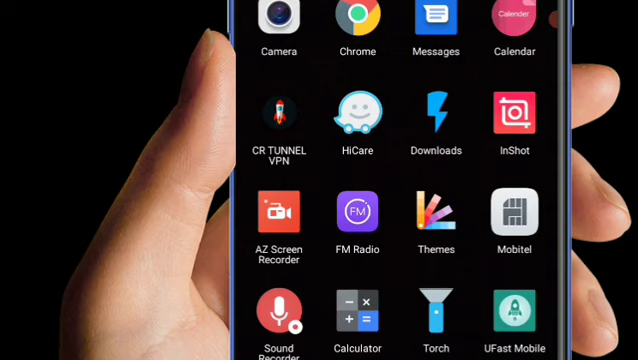 Calender
Camera
Chrome
Messages
Calendar
CR TUNNEL
VPN
HiCare
Downloads
InShot
FM
AZ Screen
Recorder
FM Radio
Themes
Mobitel
Sound
Recorder
Calculator
Torch
UFast Mobile